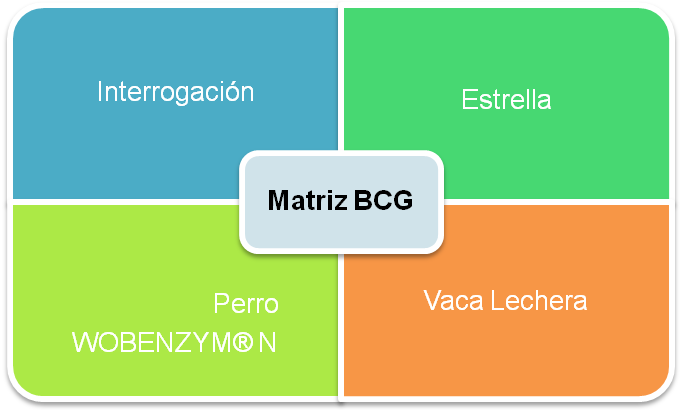 Interrogación
Estrella
Matriz BCG
Perro
WOBENZYM® N
Vaca Lechera